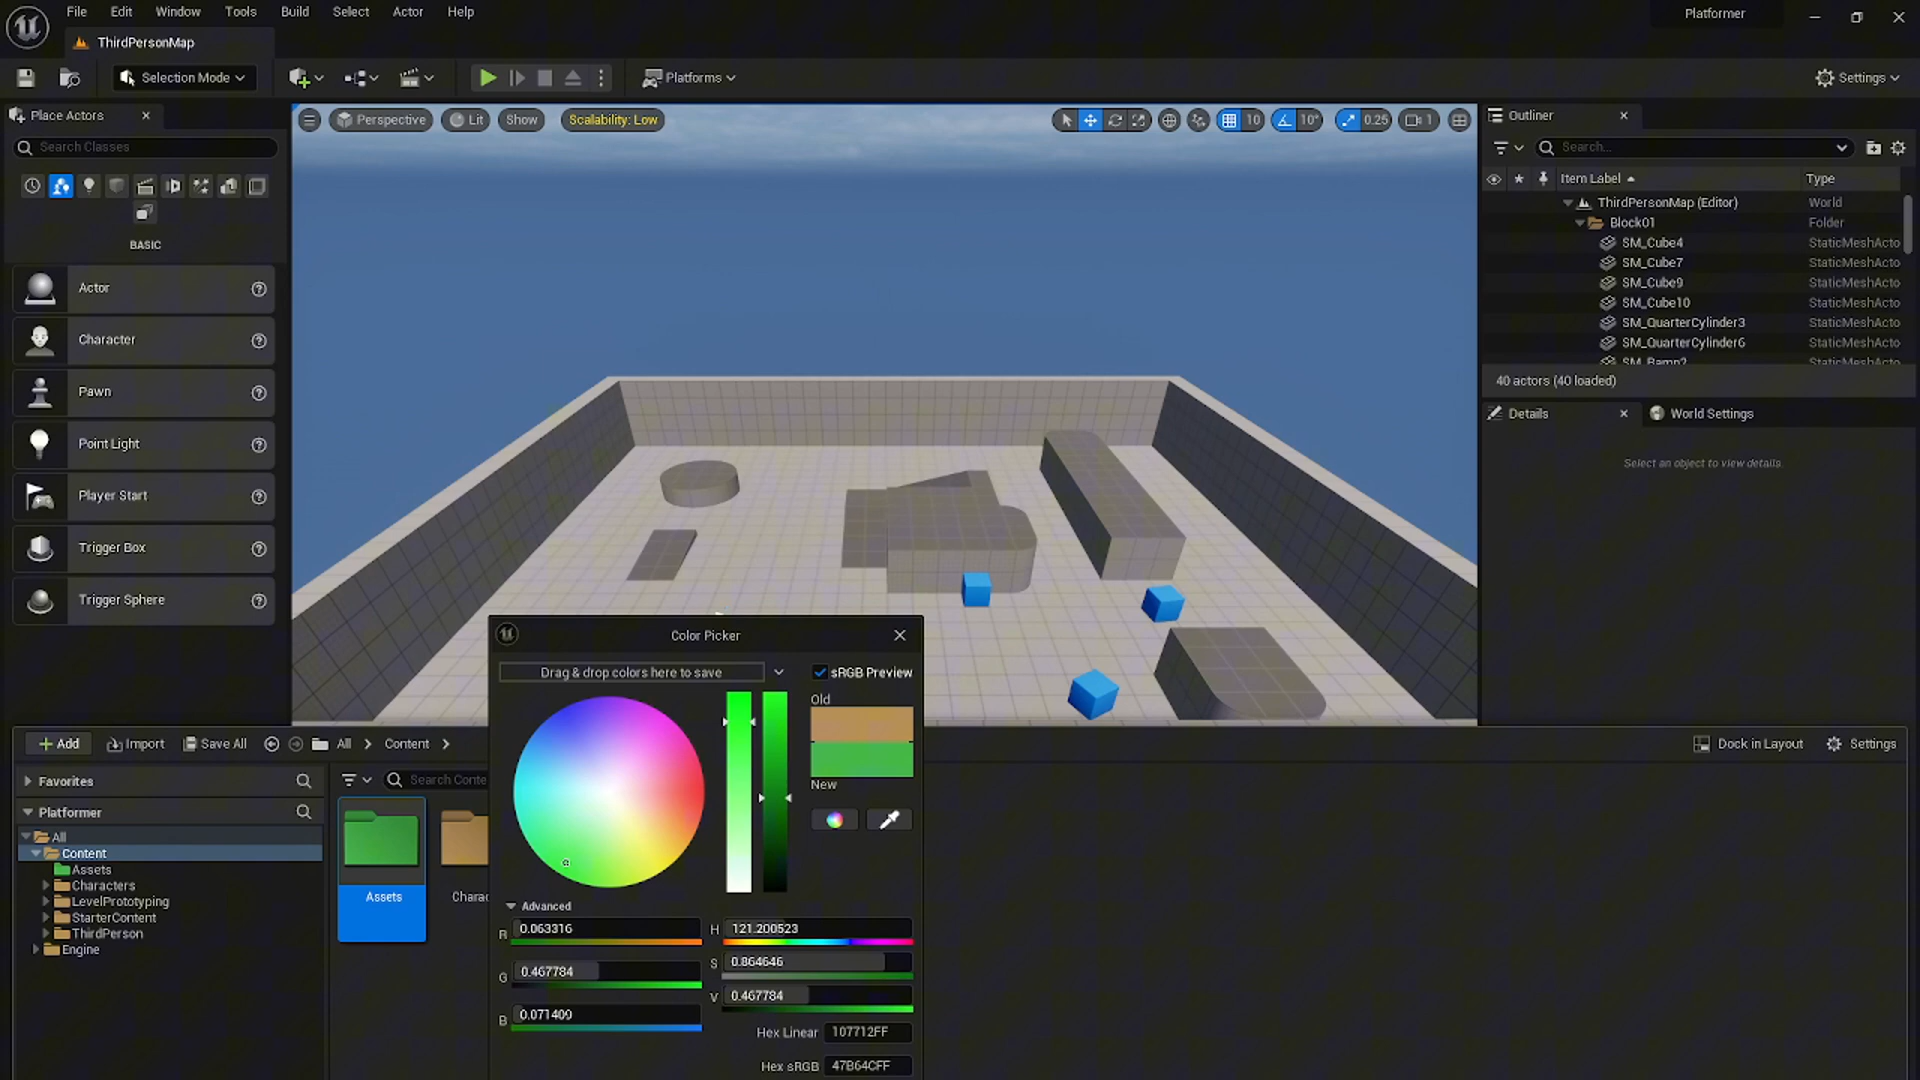 File Edit View Tools Build Select Actor Help
Platformer
ThirdPersonMap
Selection Mode
Platforms
Settings
Place Actors
Search Classes
BASIC
Actor
Character
Pawn
Point Light
Player Start
Trigger Box
Trigger Sphere
Perspective Lit Show Scalability: Low
10 10° 0.25 1
Outliner
Search...
Item Label Type
ThirdPersonMap (Editor) World
Block01 Folder
SM_Cube4 StaticMeshActo
SM_Cube7 StaticMeshActo
SM_Cube9 StaticMeshActo
SM_Cube10 StaticMeshActo
SM_QuarterCylinder3 StaticMeshActo
SM_QuarterCylinder6 StaticMeshActo
SM_Ramp2 StaticMeshActo
40 actors (40 loaded)
Details World Settings
Select an object to view details.
Color Picker
Drag & drop colors here to save
sRGB Preview
Old
New
Advanced
R 0.063316
G 0.467784
B 0.071409
H 121.200523
S 0.864646
V 0.467784
Hex Linear 107712FF
Hex sRGB 47B64CFF
Add Import Save All All Content
Dock in Layout Settings
Favorites
Platformer
All
Content
Assets
Characters
LevelPrototyping
StarterContent
ThirdPerson
Engine
Search Conte
Assets
Charac